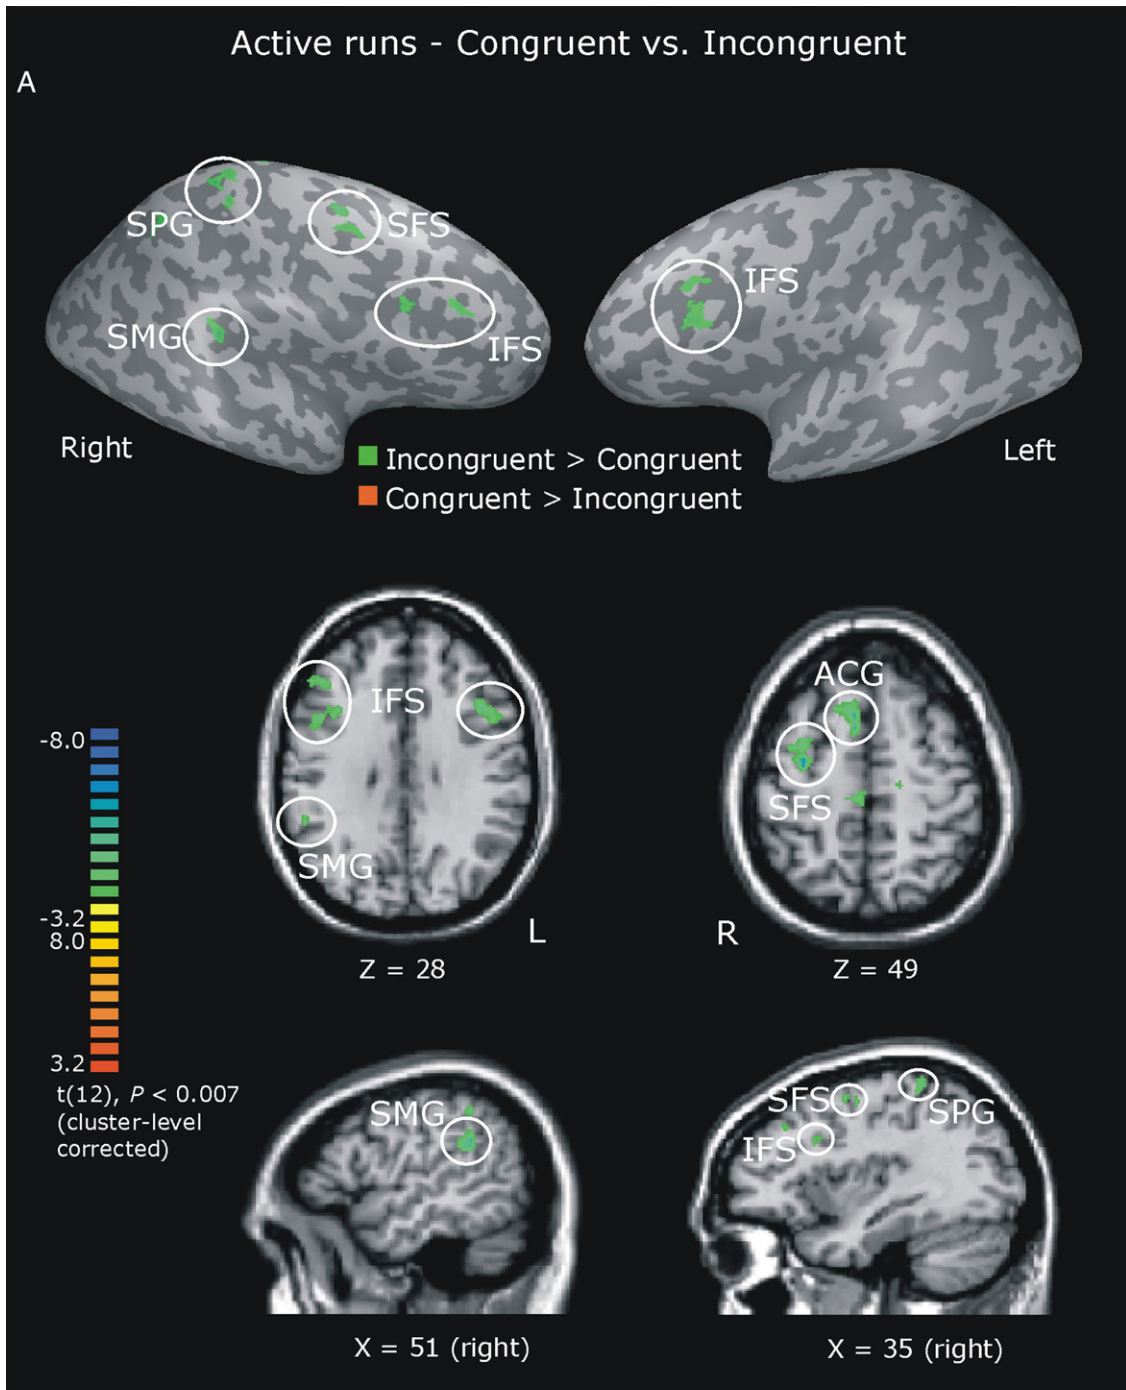 Active runs - Congruent vs. Incongruent
A
SPG
SFS
IFS
SMG
IFS
Right
Left
Incongruent > Congruent
Congruent > Incongruent
ACG
IFS
SFS
SMG
L
R
Z = 28
Z = 49
-8.0
-3.2
8.0
3.2
t(12), P < 0.007
(cluster-level
corrected)
SMG
SFS
SPG
IFS
X = 51 (right)
X = 35 (right)